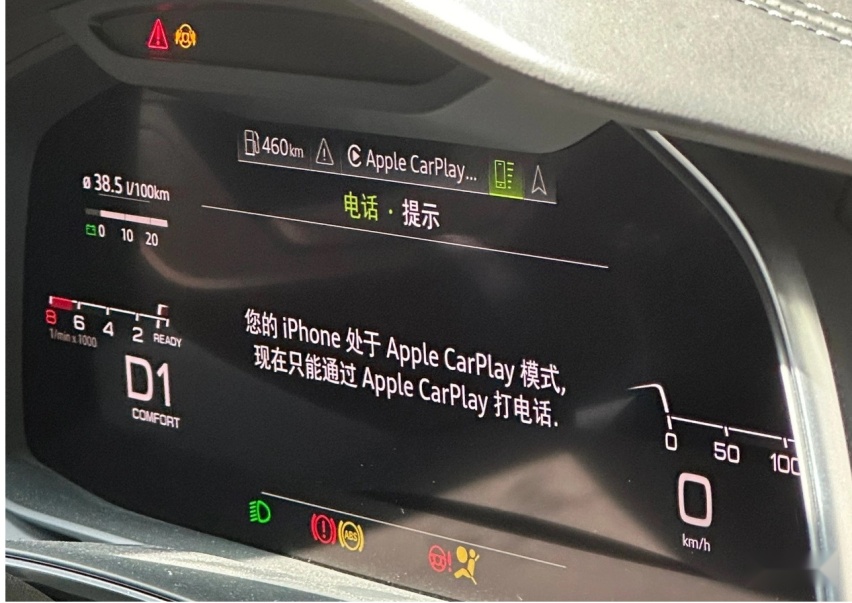 460km Apple CarPlay...
ø 38.5 l/100km
电话 · 提示
0 10 20
8 6 4 2 READY
1/min x 1000
您的 iPhone 处于 Apple CarPlay 模式,
现在只能通过 Apple CarPlay 打电话.
D1
COMFORT
0 50 100
0
km/h
ABS